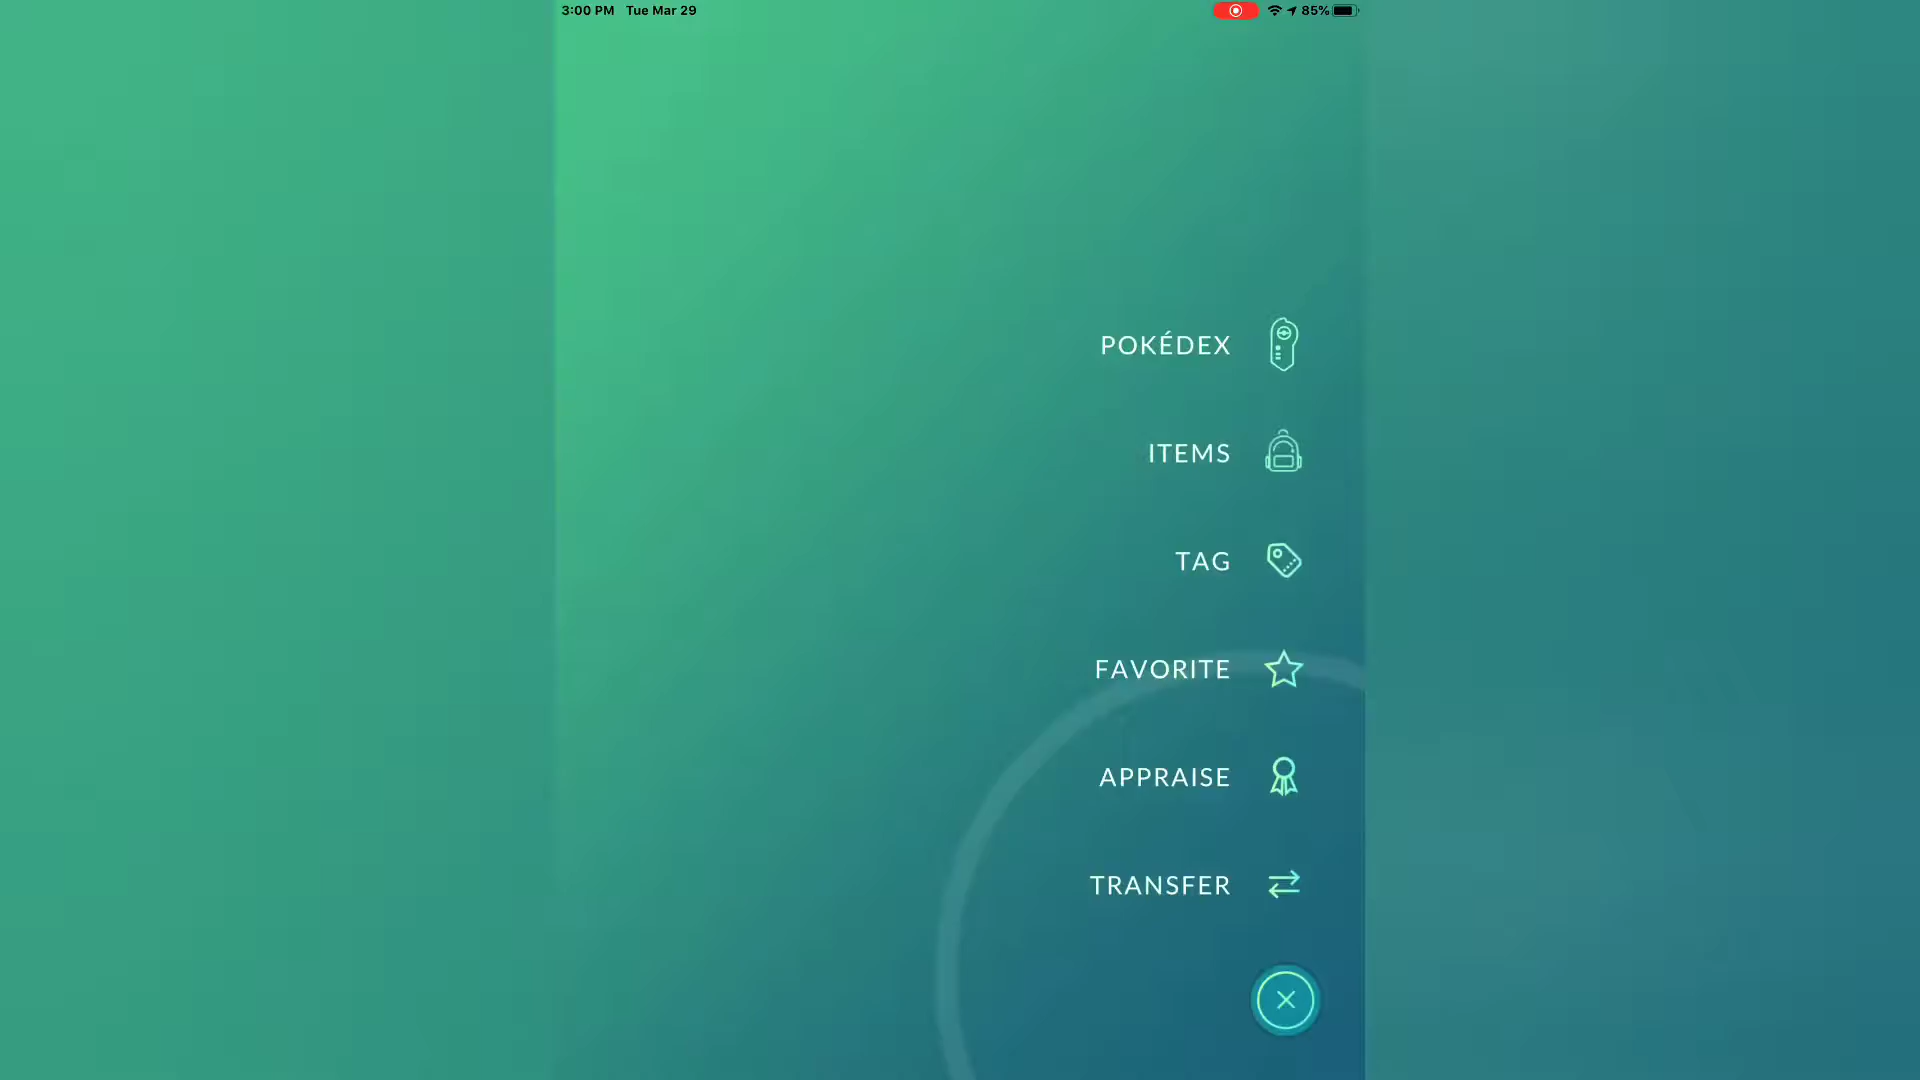 3:00 PM Tue Mar 29 85%
POKÉDEX
ITEMS
TAG
FAVORITE
APPRAISE
TRANSFER